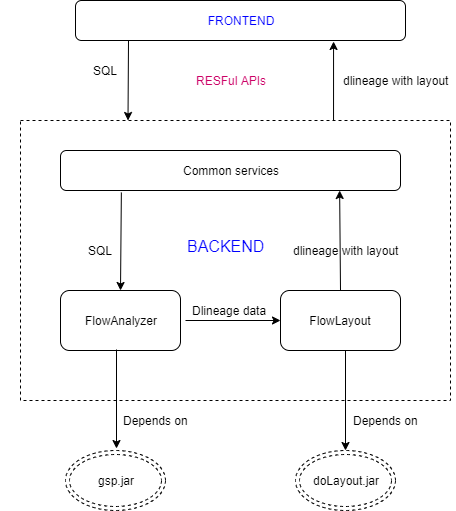 FRONTEND
SQL
RESFul APIs
dlineage with layout
Common services
SQL
BACKEND
dlineage with layout
FlowAnalyzer
Dlineage data
FlowLayout
Depends on
Depends on
gsp.jar
doLayout.jar